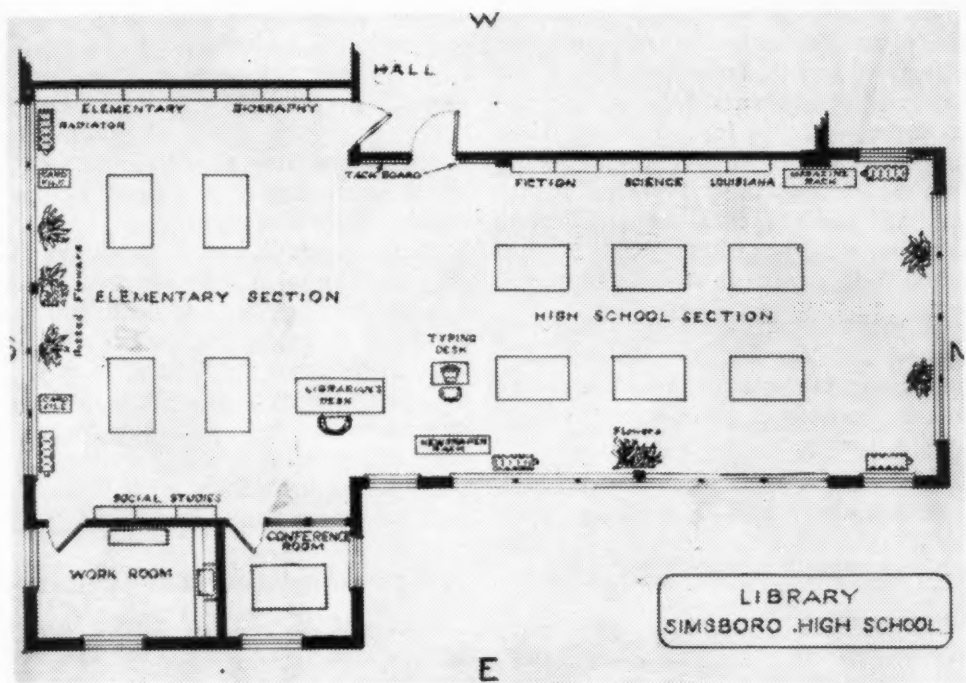 W
HALL
ELEMENTARY
BIOGRAPHY
RADIATOR
CARD
FILE
TACK BOARD
FICTION
SCIENCE
LOUISIANA
MAGAZINE
RACK
Potted Flowers
ELEMENTARY SECTION
HIGH SCHOOL SECTION
TYPING
DESK
S
N
LIBRARIAN'S
DESK
CARD
FILE
NEWSPAPER
RACK
Flowers
SOCIAL STUDIES
CONFERENCE
ROOM
WORK ROOM
LIBRARY
SIMSBORO HIGH SCHOOL
E